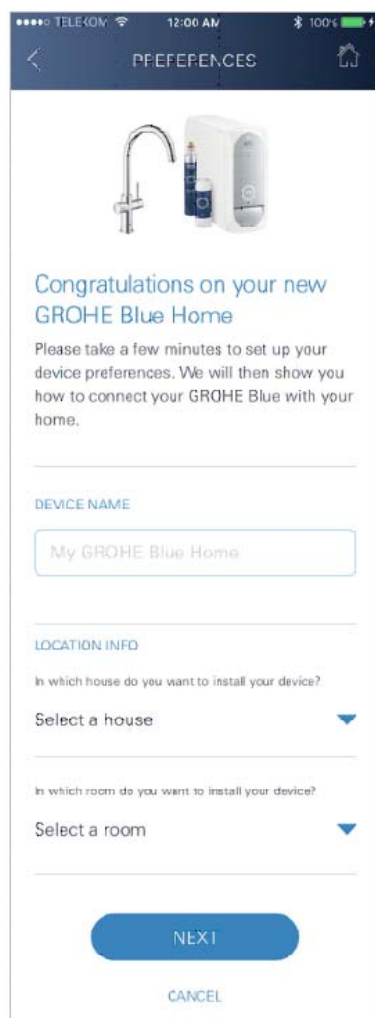 TELEKOM 12:00 AM 100%
PREFERENCES
Congratulations on your new
GROHE Blue Home
Please take a few minutes to set up your
device preferences. We will then show you
how to connect your GROHE Blue with your
home.
DEVICE NAME
My GROHE Blue Home
LOCATION INFO
In which house do you want to install your device?
Select a house
In which room do you want to install your device?
Select a room
NEXT
CANCEL